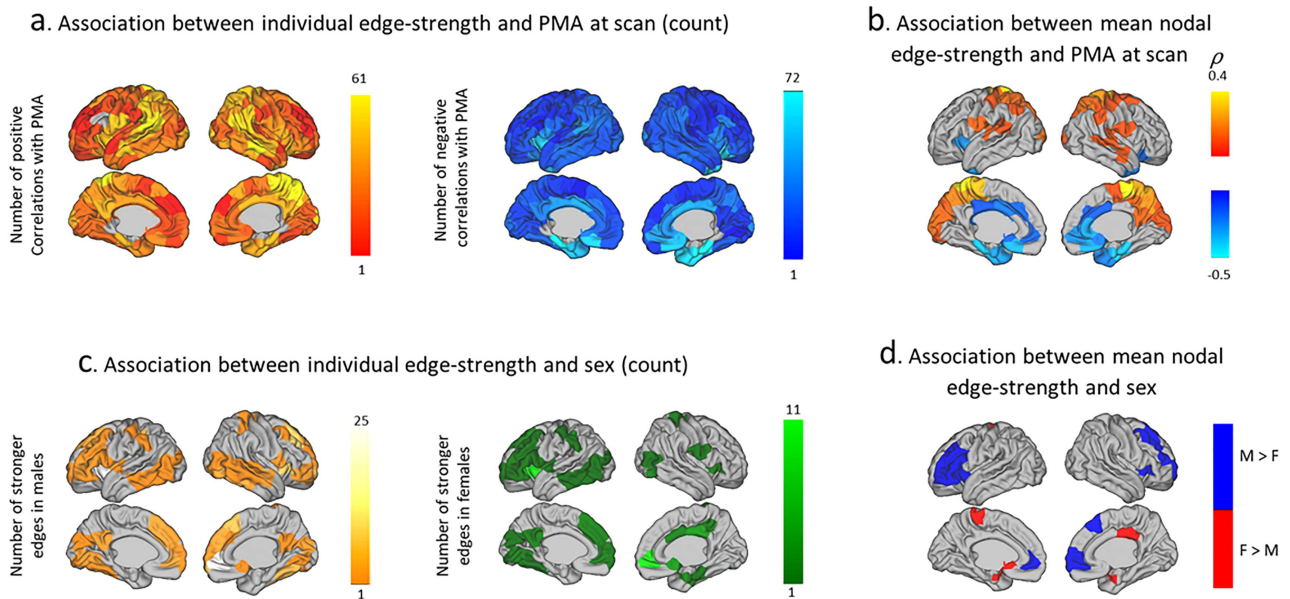 a. Association between individual edge-strength and PMA at scan (count)
Number of positive
Correlations with PMA
61
1
Number of negative
correlations with PMA
72
1
b. Association between mean nodal
edge-strength and PMA at scan
ρ
0.4
-0.5
c. Association between individual edge-strength and sex (count)
Number of stronger
edges in males
25
1
Number of stronger
edges in females
11
1
d. Association between mean nodal
edge-strength and sex
M > F
F > M